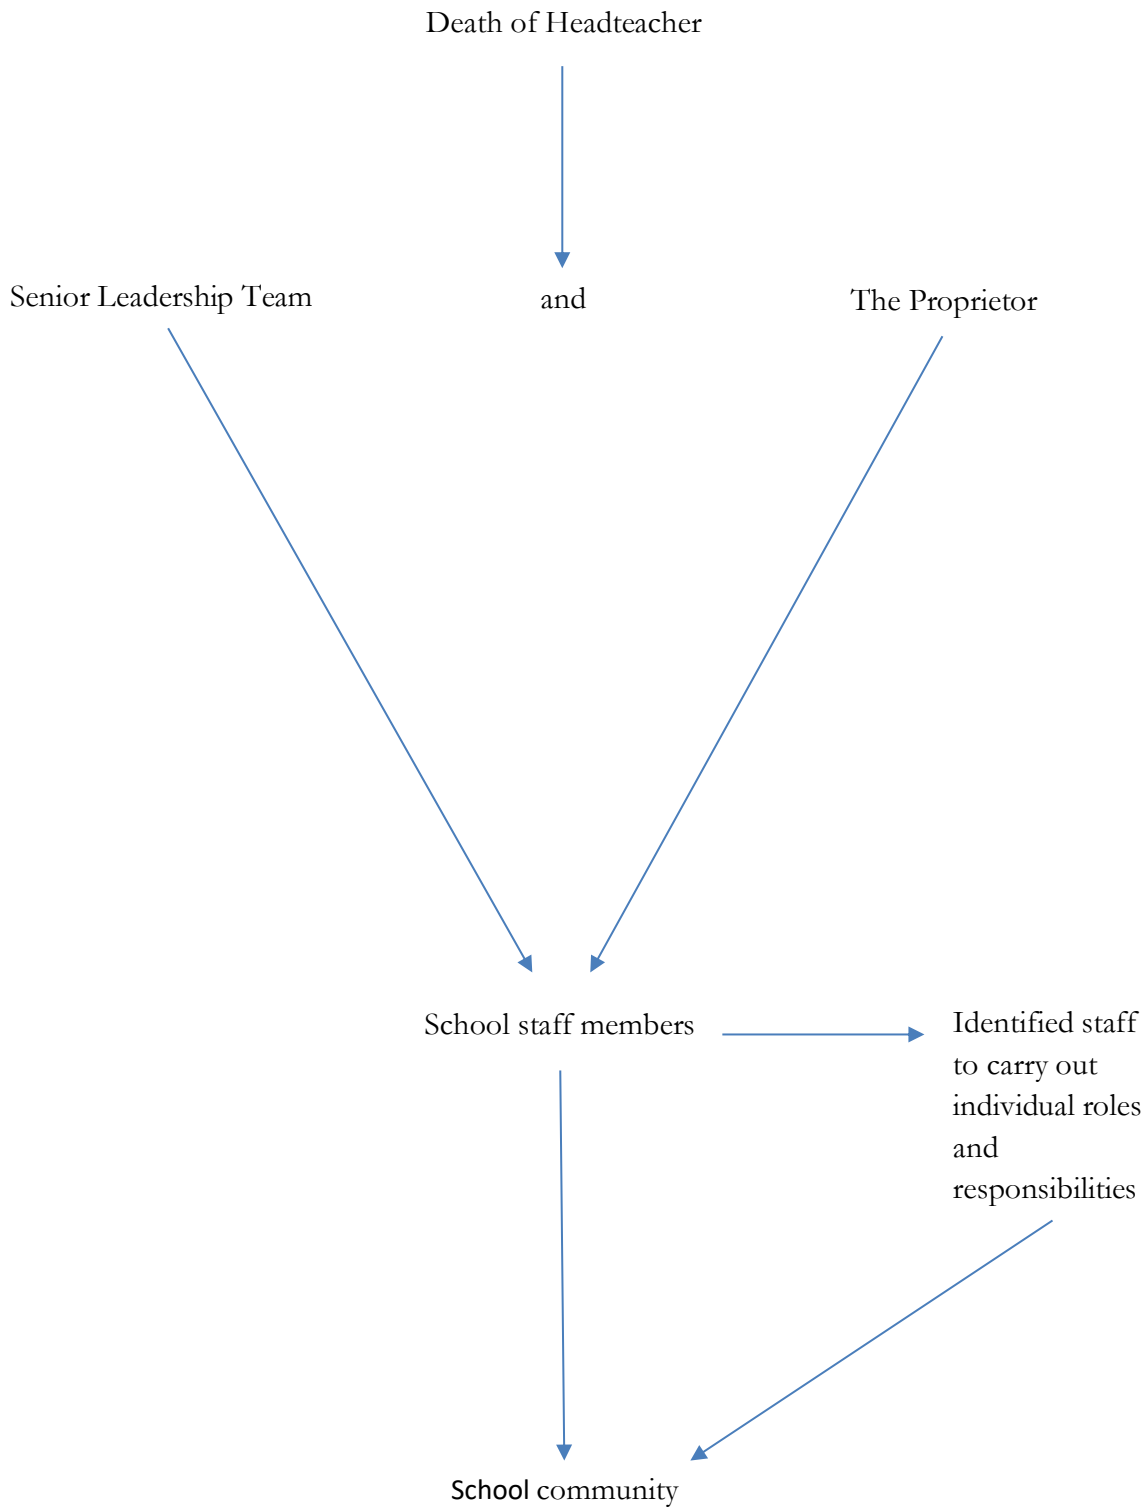 Death of Headteacher
Senior Leadership Team
and
The Proprietor
School staff members
Identified staff
to carry out
individual roles
and
responsibilities
School community